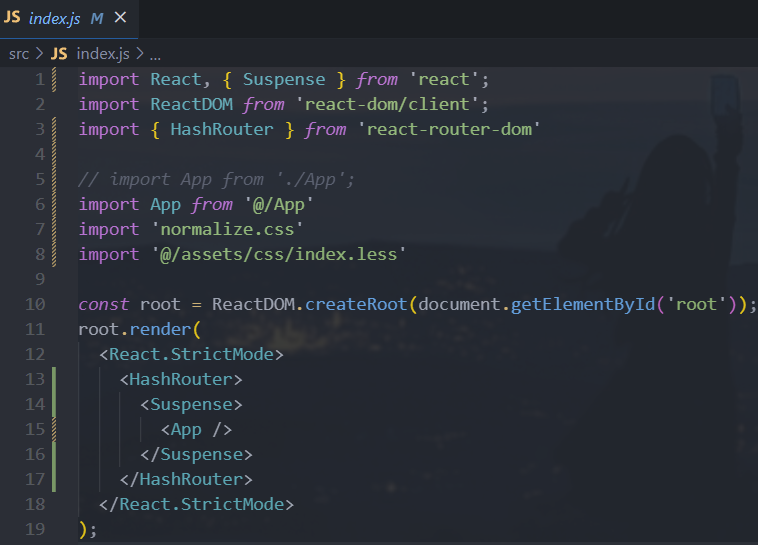 JS index.js M ×
src > JS index.js > ...
1 import React, { Suspense } from 'react';
2 import ReactDOM from 'react-dom/client';
3 import { HashRouter } from 'react-router-dom'
4
5 // import App from './App';
6 import App from '@/App'
7 import 'normalize.css'
8 import '@/assets/css/index.less'
9
10 const root = ReactDOM.createRoot(document.getElementById('root'));
11 root.render(
12   <React.StrictMode>
13     <HashRouter>
14       <Suspense>
15         <App />
16       </Suspense>
17     </HashRouter>
18   </React.StrictMode>
19 );